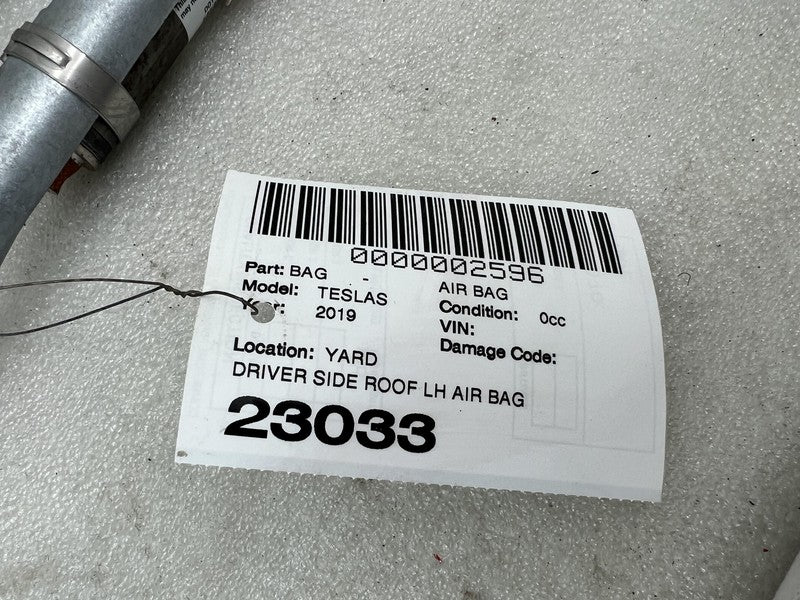 0000002596
Part: BAG - AIR BAG
Model: TESLAS Condition: 0cc
2019 VIN:
Damage Code:
Location: YARD
DRIVER SIDE ROOF LH AIR BAG
23033